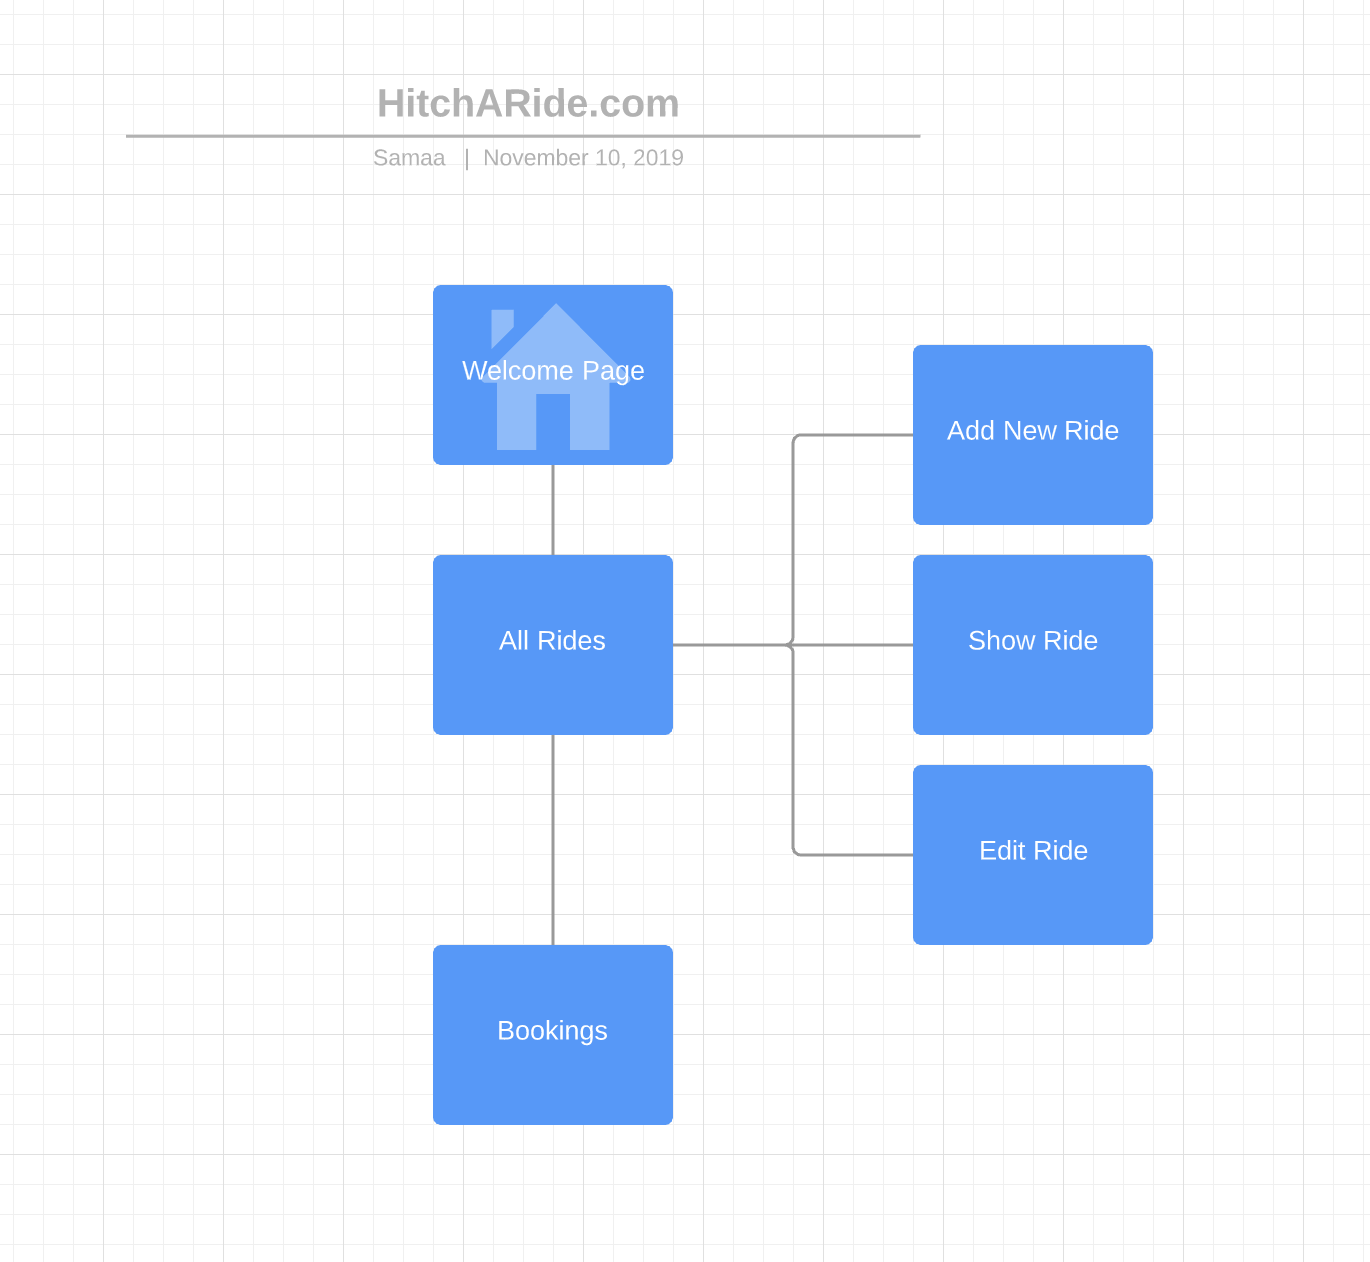 HitchARide.com
Samaa | November 10, 2019
Welcome Page
Add New Ride
All Rides
Show Ride
Edit Ride
Bookings